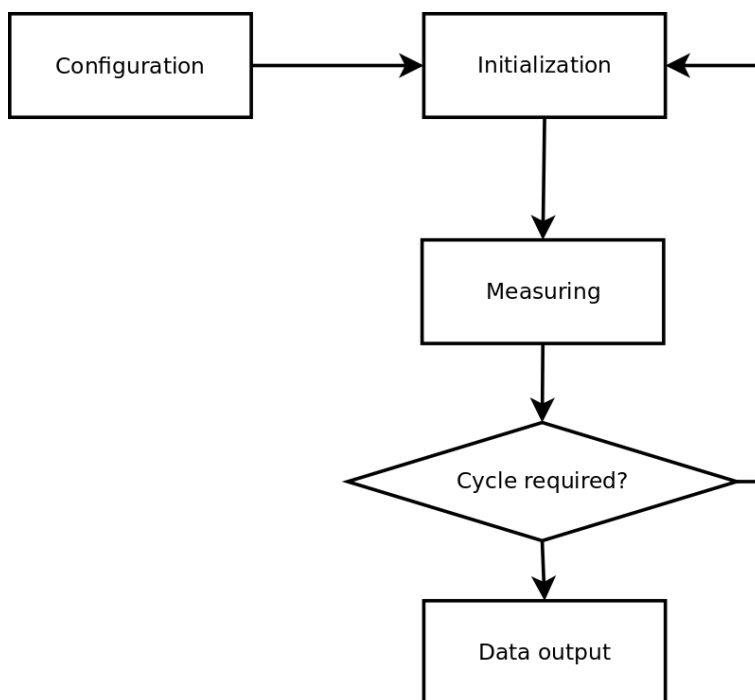 Configuration
Initialization
Measuring
Cycle required?
Data output